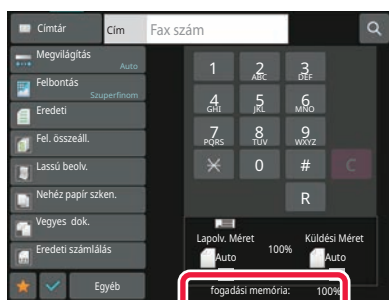 Címtár
Cím
Fax szám
Megvilágítás
Auto
Felbontás
Szuperfinom
Eredeti
Fel. összeáll.
Lassú beolv.
Nehéz papír szken.
Vegyes dok.
Eredeti számlálás
Egyéb
1
2 ABC
3 DEF
4 GHI
5 JKL
6 MNO
7 PQRS
8 TUV
9 WXYZ
0
#
C
R
Lapolv. Méret
Küldési Méret
100%
Auto
Auto
fogadási memória: 100%